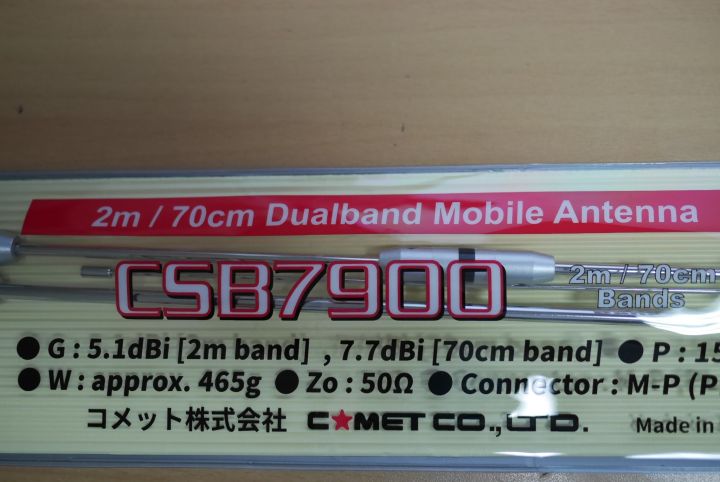 2m / 70cm Dualband Mobile Antenna
CSB7900
2m / 70cm
Bands
● G : 5.1dBi [2m band] , 7.7dBi [70cm band] ● P : 15
● W : approx. 465g ● Zo : 50Ω ● Connector : M-P (P
コメット株式会社 C★MET CO., LTD.
Made in